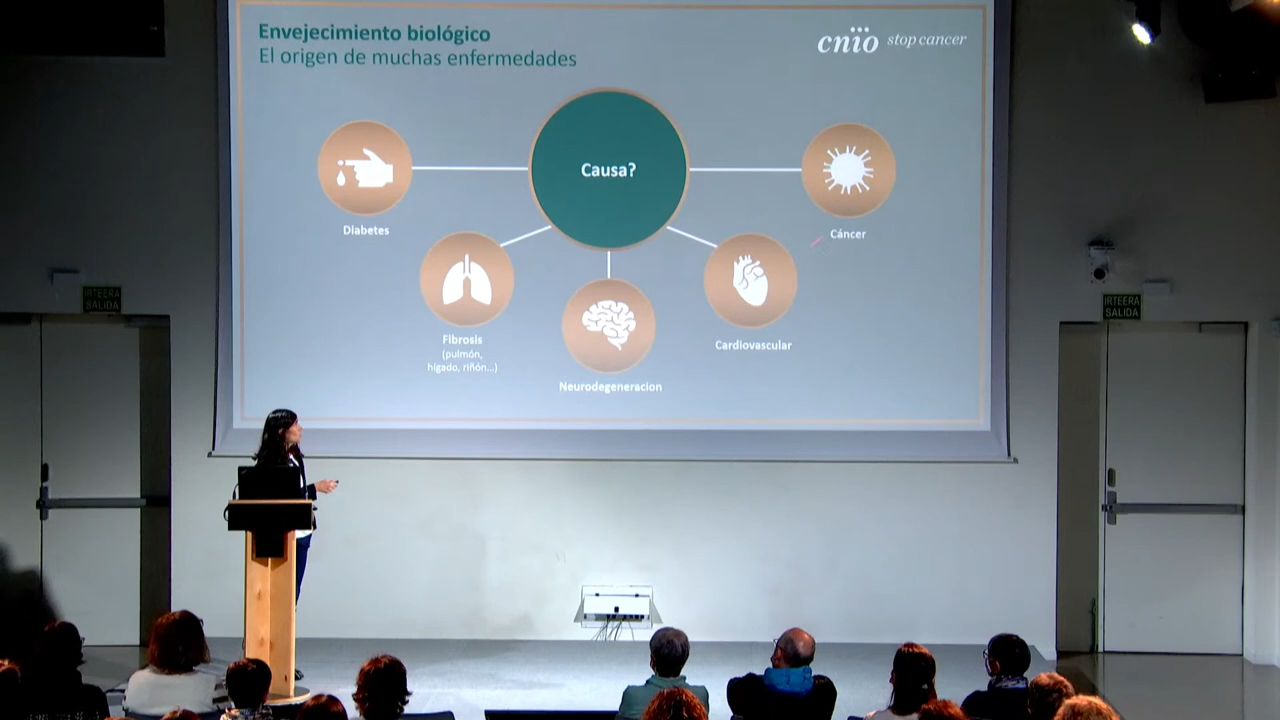 Envejecimiento biológico
El origen de muchas enfermedades
cnio stop cancer
Causa?
Diabetes
Cáncer
Fibrosis
(pulmón,
hígado, riñón...)
Cardiovascular
Neurodegeneracion
IRTEERA
SALIDA
IRTEERA
SALIDA